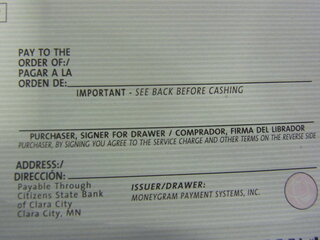 PAY TO THE
ORDER OF:/
PAGAR A LA
ORDEN DE:
IMPORTANT - SEE BACK BEFORE CASHING
PURCHASER, SIGNER FOR DRAWER / COMPRADOR, FIRMA DEL LIBRADOR
PURCHASER, BY SIGNING YOU AGREE TO THE SERVICE CHARGE AND OTHER TERMS ON THE REVERSE SIDE
ADDRESS:/
DIRECCIÓN:
Payable Through
Citizens State Bank
of Clara City
Clara City, MN
ISSUER/DRAWER:
MONEYGRAM PAYMENT SYSTEMS, INC.